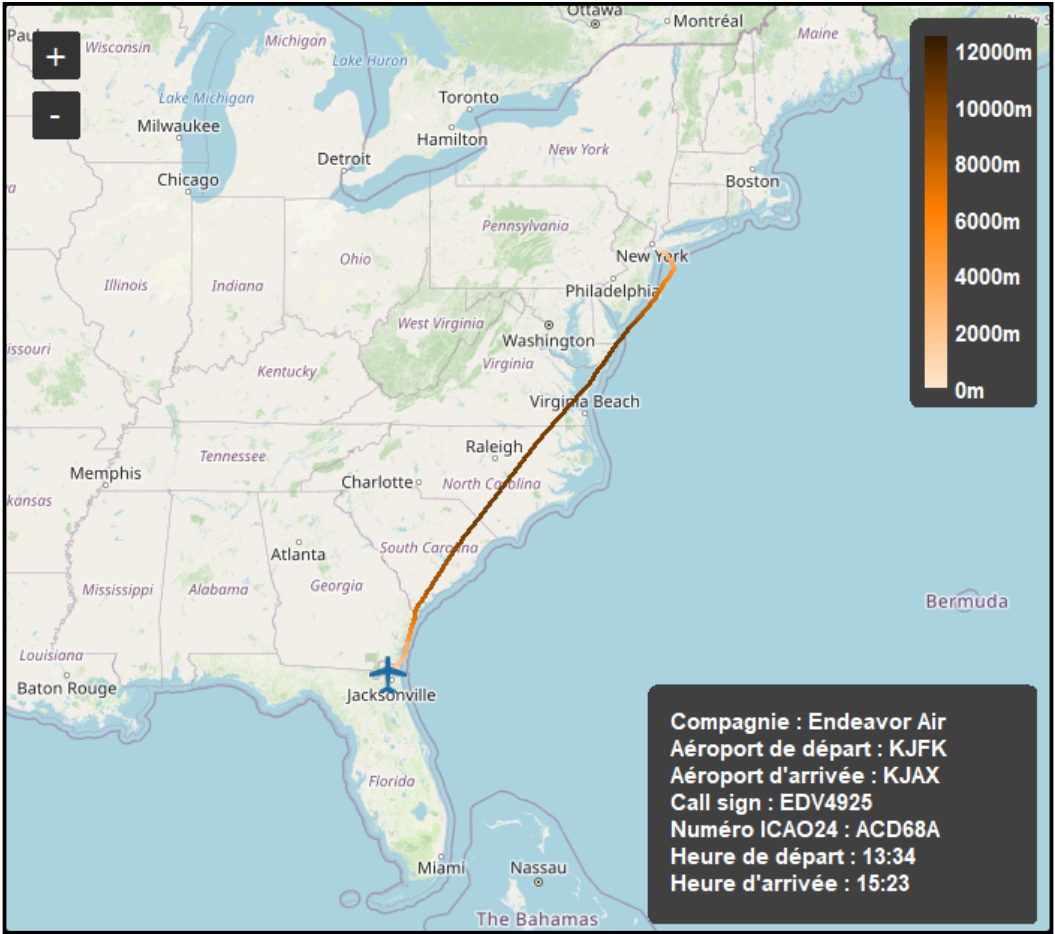 Ottawa
Montréal
Maine
Pau
+
Wisconsin
Michigan
Lake Huron
12000m
-
Lake Michigan
Toronto
10000m
Milwaukee
Hamilton
New York
Detroit
8000m
Chicago
Boston
Pennsylvania
6000m
Ohio
New York
4000m
Illinois
Indiana
Philadelphia
West Virginia
Washington
2000m
issouri
Virginia
Kentucky
0m
Virginia Beach
Raleigh
Tennessee
Memphis
Charlotte
North Carolina
kansas
South Carolina
Atlanta
Georgia
Mississippi
Alabama
Bermuda
Louisiana
Baton Rouge
Jacksonville
Florida
Miami
Nassau
The Bahamas
Compagnie : Endeavor Air
Aéroport de départ : KJFK
Aéroport d'arrivée : KJAX
Call sign : EDV4925
Numéro ICAO24 : ACD68A
Heure de départ : 13:34
Heure d'arrivée : 15:23